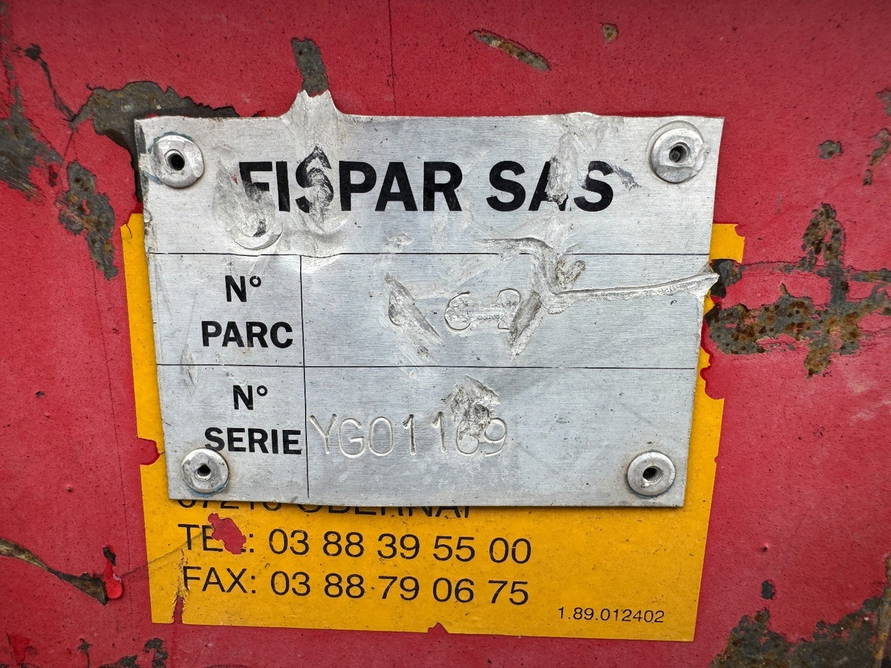 FISPAR SAS
N°
PARC
N°
SERIE YG01169
TEL: 03 88 39 55 00
FAX: 03 88 79 06 75
1.89.012402